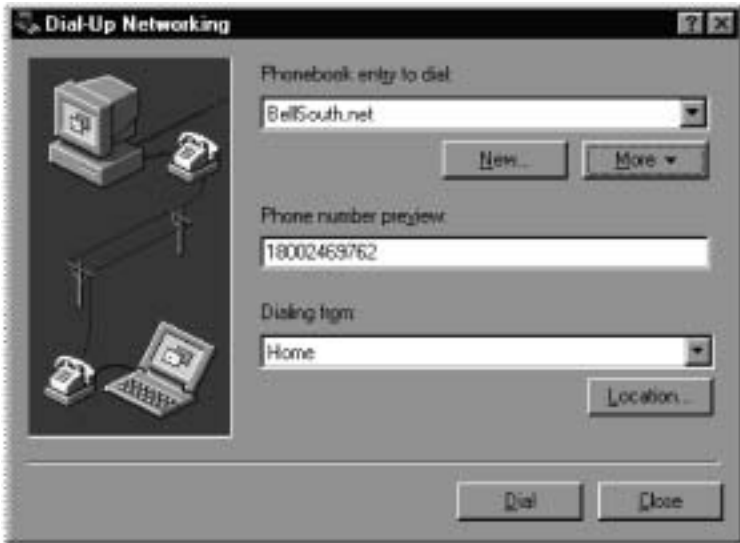 Dial-Up Networking
Phonebook entry to dial:
BellSouth.net
New... More
Phone number preview:
18002469762
Dialing from:
Home
Location...
Dial Close